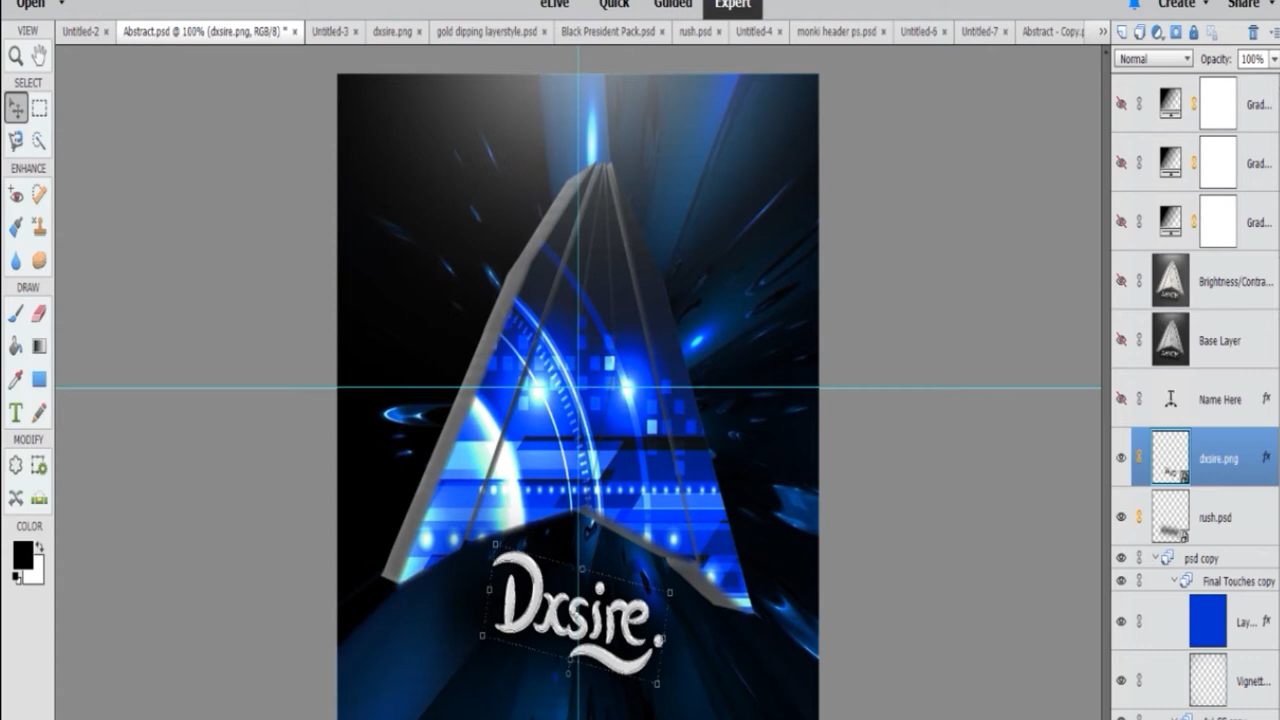 Open eLive Quick Guided Expert Create Share
VIEW Untitled-2 × Abstract.psd @ 100% (dxsire.png, RGB/8) * × Untitled-3 × dxsire.png × gold dipping layerstyle.psd × Black President Pack.psd × rush.psd × Untitled-4 × monki header ps.psd × Untitled-6 × Untitled-7 × Abstract - Copy.p
Normal Opacity: 100%
SELECT
Grad...
ENHANCE
Grad...
Grad...
DRAW
Brightness/Contra...
Base Layer
T Name Here fx
MODIFY
dxsire.png fx
rush.psd
COLOR
psd copy
Final Touches copy
Dxsire.
Lay... fx
Vignett...